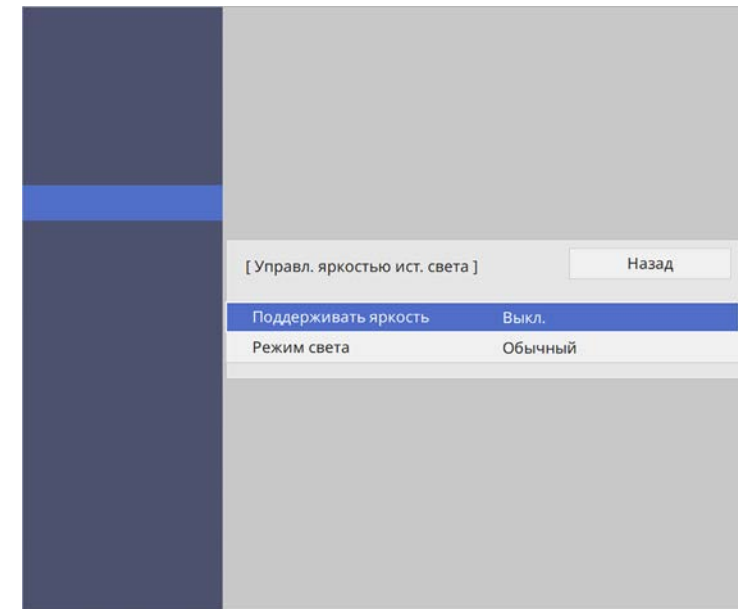 [ Управл. яркостью ист. света ] Назад
Поддерживать яркость Выкл.
Режим света Обычный